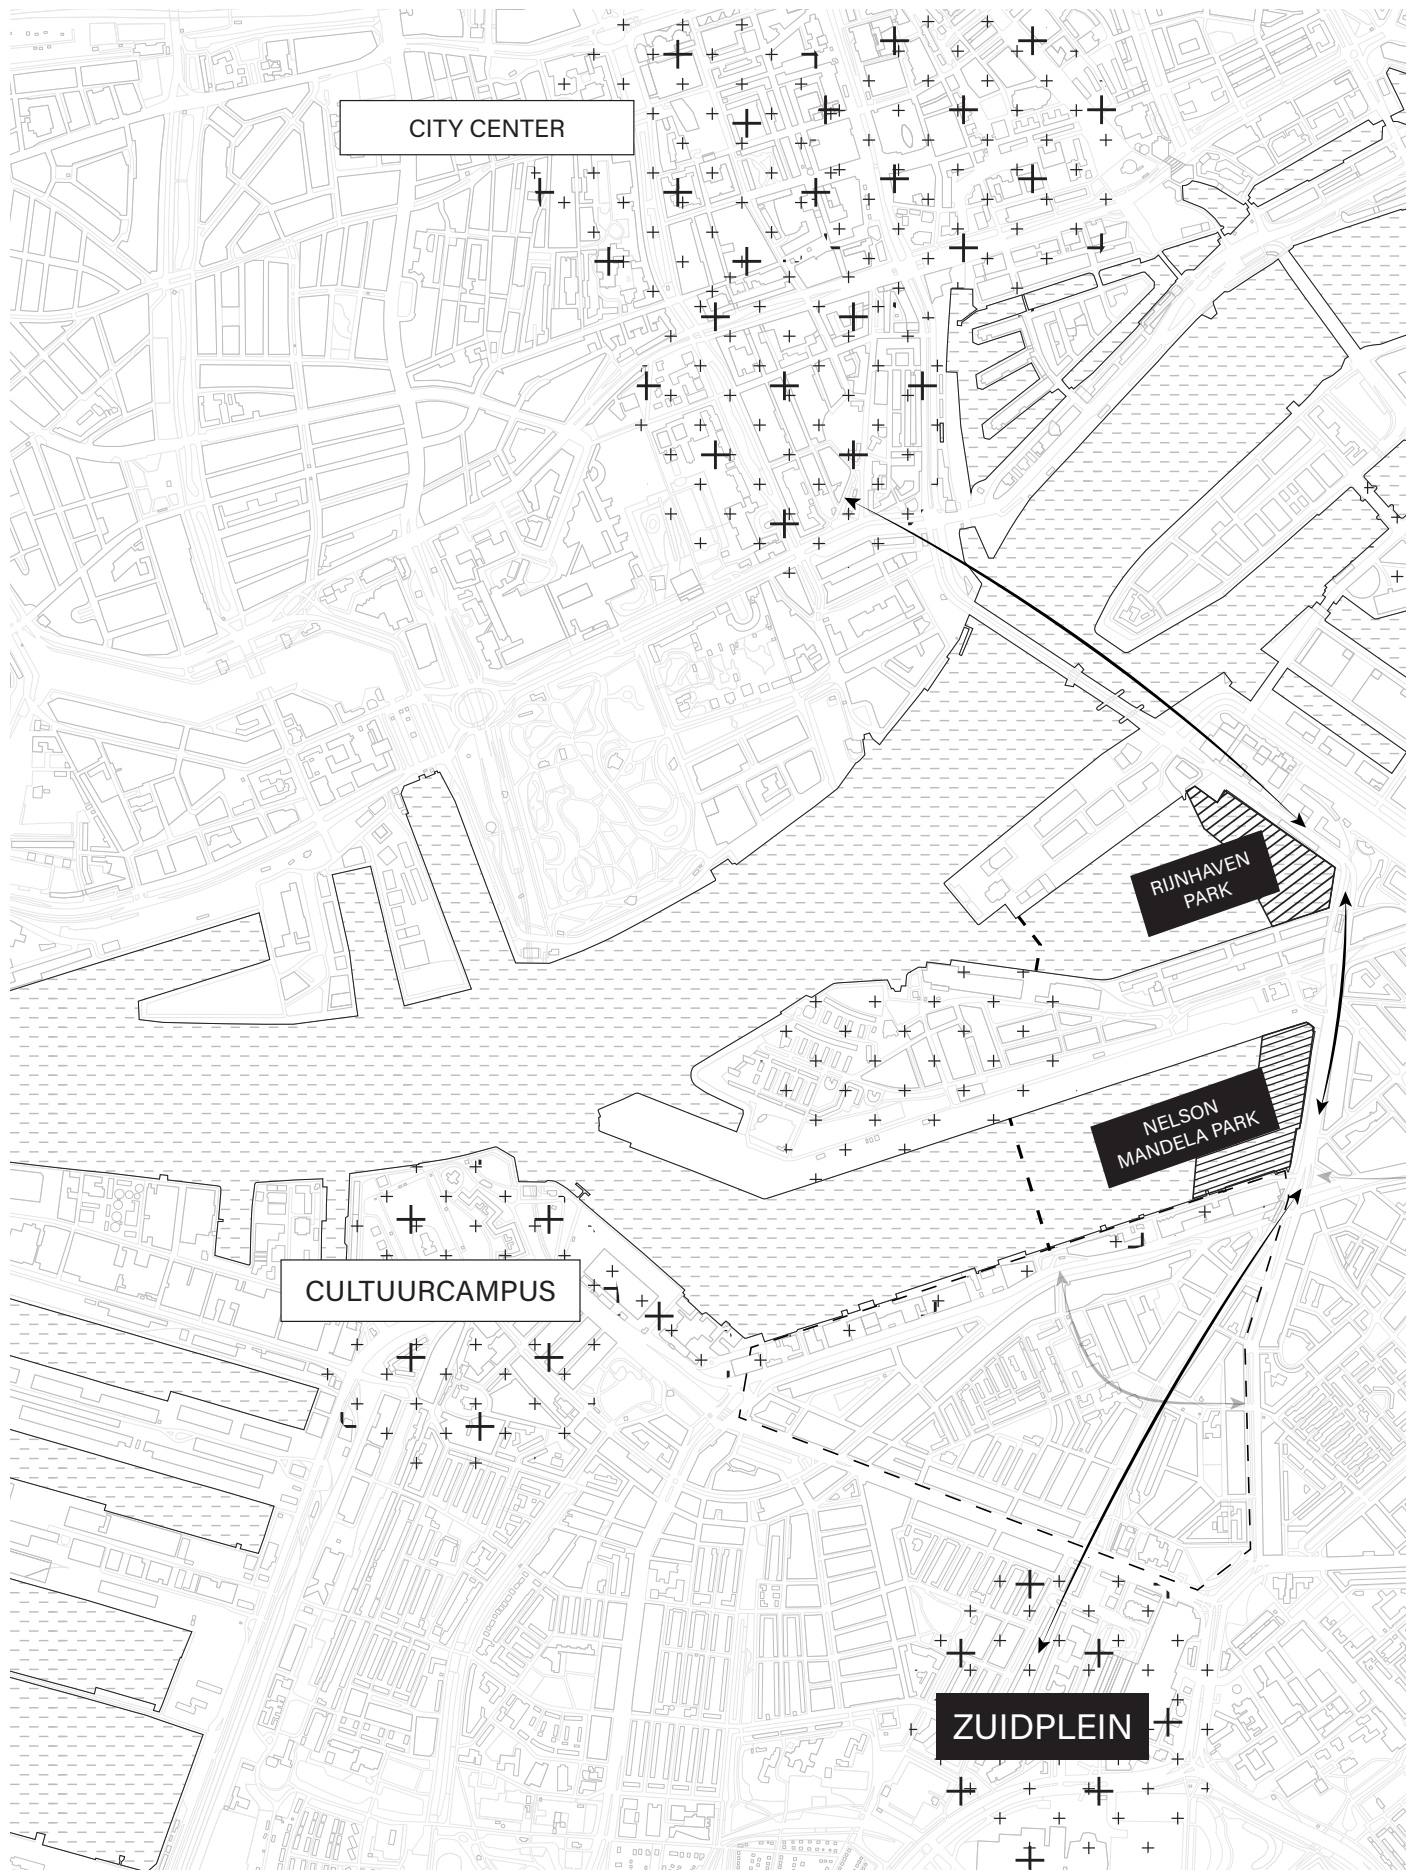 CITY CENTER
RIJNHAVEN
PARK
NELSON
MANDELA PARK
CULTUURCAMPUS
ZUIDPLEIN